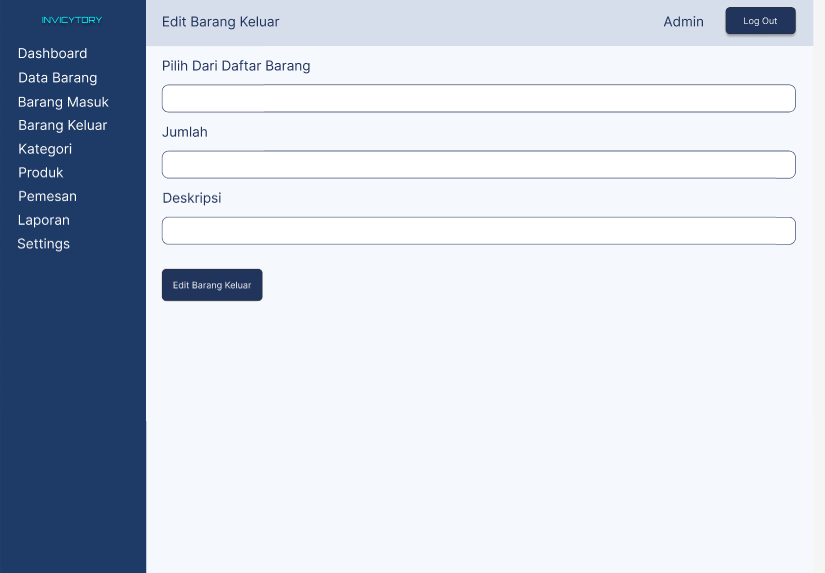 INVICYTORY
Dashboard
Data Barang
Barang Masuk
Barang Keluar
Kategori
Produk
Pemesan
Laporan
Settings
Edit Barang Keluar
Admin
Log Out
Pilih Dari Daftar Barang
Jumlah
Deskripsi
Edit Barang Keluar